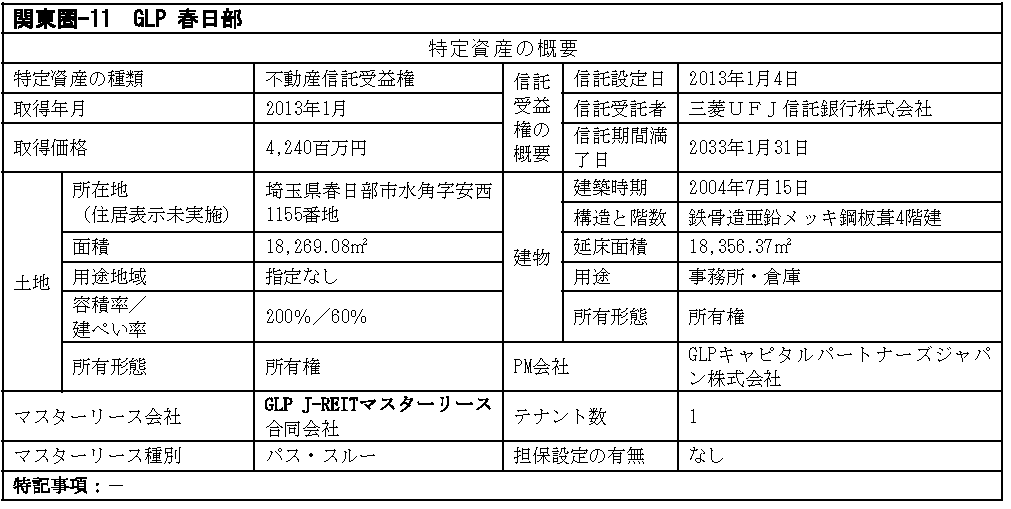 関東圏-11　GLP 春日部
特定資産の概要
特定資産の種類　不動産信託受益権
信託
受益
権の
概要
信託設定日　2013年1月4日
取得年月　2013年1月
信託受託者　三菱ＵＦＪ信託銀行株式会社
取得価格　4,240百万円
信託期間満
了日
2033年1月31日
土地
所在地
（住居表示未実施）
埼玉県春日部市水角字安西
1155番地
建物
建築時期　2004年7月15日
構造と階数　鉄骨造亜鉛メッキ鋼板葺4階建
面積　18,269.08㎡
延床面積　18,356.37㎡
用途地域　指定なし
用途　事務所・倉庫
容積率／
建ぺい率
200％／60％
所有形態　所有権
所有形態　所有権
PM会社
GLPキャピタルパートナーズジャパ
ン株式会社
マスターリース会社
GLP J-REITマスターリース
合同会社
テナント数　1
マスターリース種別　パス・スルー
担保設定の有無　なし
特記事項：－